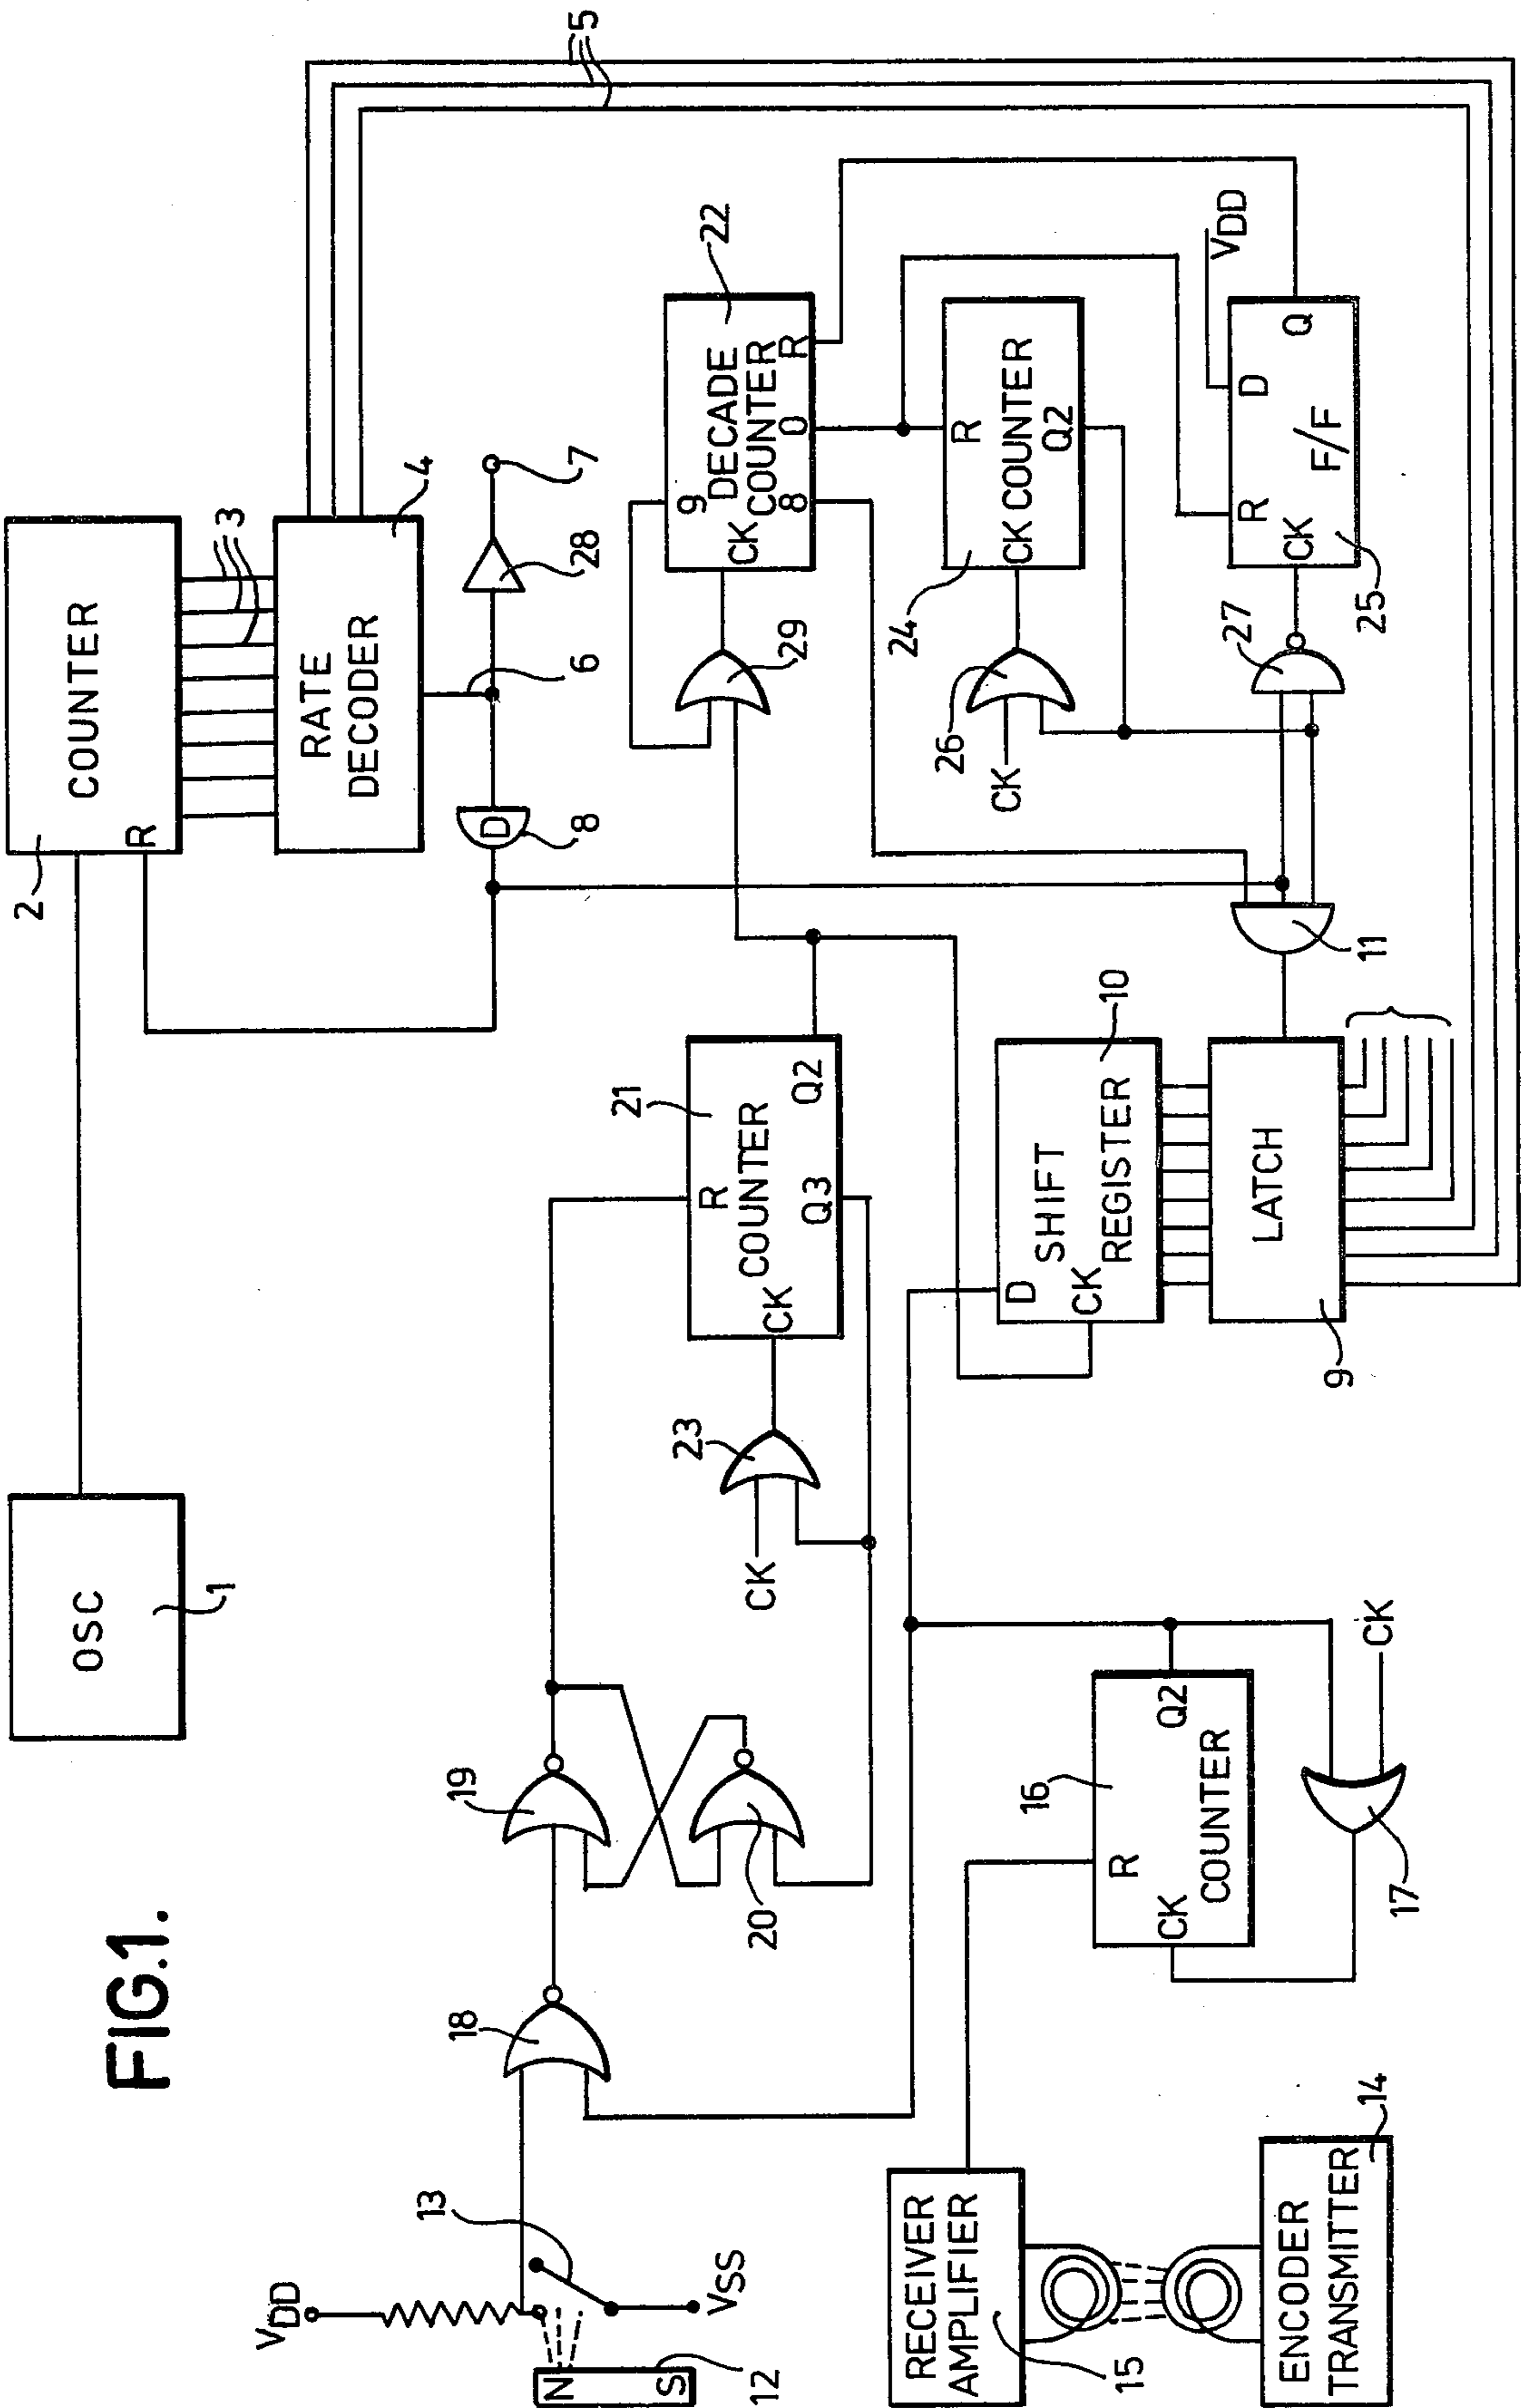 FIG.1.
OSC
1
2
COUNTER
R
3
RATE
DECODER
4
5
6
7
28
D
8
VDD
13
N
S
12
VSS
18
19
20
21
R
COUNTER
CK
Q3
Q2
23
CK
29
9
DECADE
COUNTER
CK
8
0
R
22
24
R
CK COUNTER
Q2
26
CK
VDD
R
D
Q
CK
F/F
25
27
11
10
SHIFT
REGISTER
D
CK
LATCH
9
16
R
Q2
CK
COUNTER
17
CK
RECEIVER
AMPLIFIER
15
ENCODER
TRANSMITTER
14